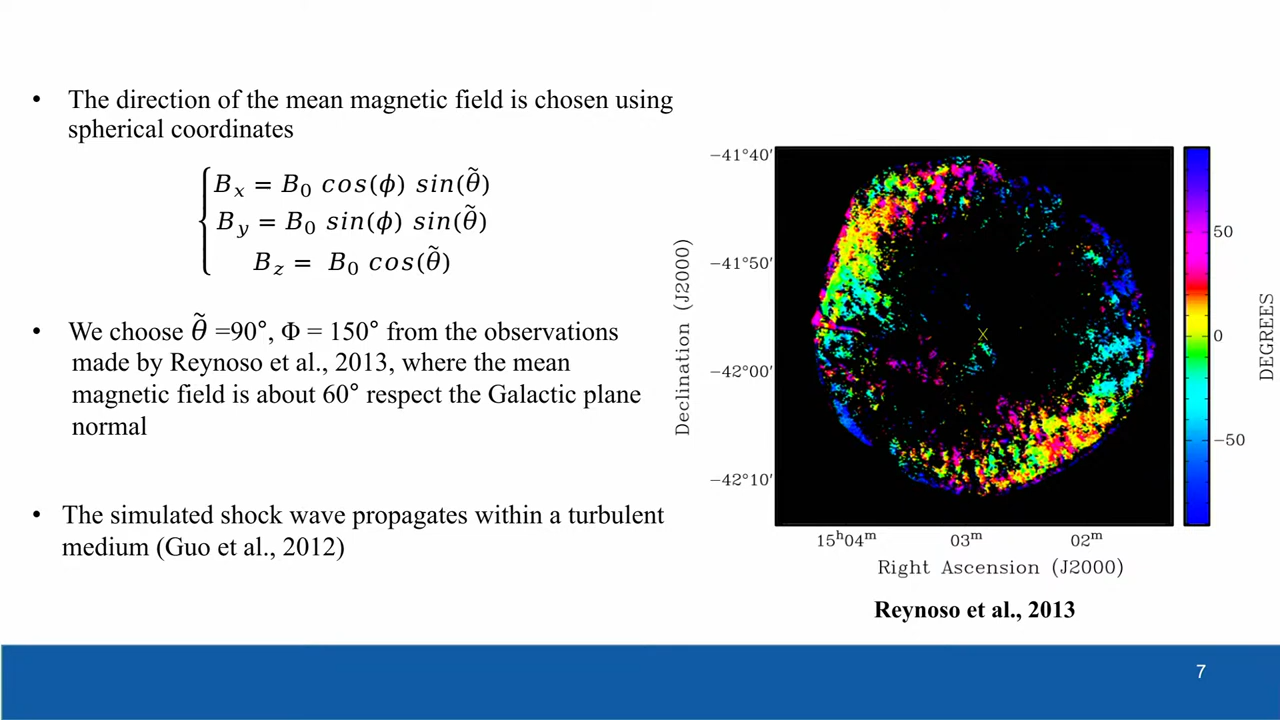 • The direction of the mean magnetic field is chosen using
spherical coordinates
B_x = B_0 cos(ϕ) sin(θ̃)
B_y = B_0 sin(ϕ) sin(θ̃)
B_z = B_0 cos(θ̃)
• We choose θ̃ =90°, Φ = 150° from the observations
made by Reynoso et al., 2013, where the mean
magnetic field is about 60° respect the Galactic plane
normal
• The simulated shock wave propagates within a turbulent
medium (Guo et al., 2012)
Declination (J2000)
−41°40′
−41°50′
−42°00′
−42°10′
15ʰ04ᵐ 03ᵐ 02ᵐ
Right Ascension (J2000)
50
0
−50
DEGREES
Reynoso et al., 2013
7